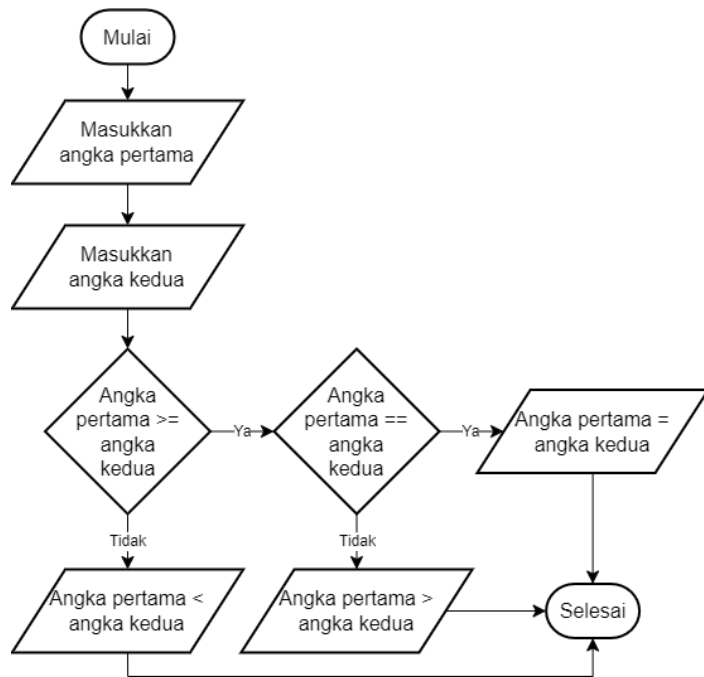 Mulai
Masukkan
angka pertama
Masukkan
angka kedua
Angka
pertama >=
angka
kedua
Ya
Angka
pertama ==
angka
kedua
Ya
Angka pertama =
angka kedua
Tidak
Tidak
Angka pertama <
angka kedua
Angka pertama >
angka kedua
Selesai